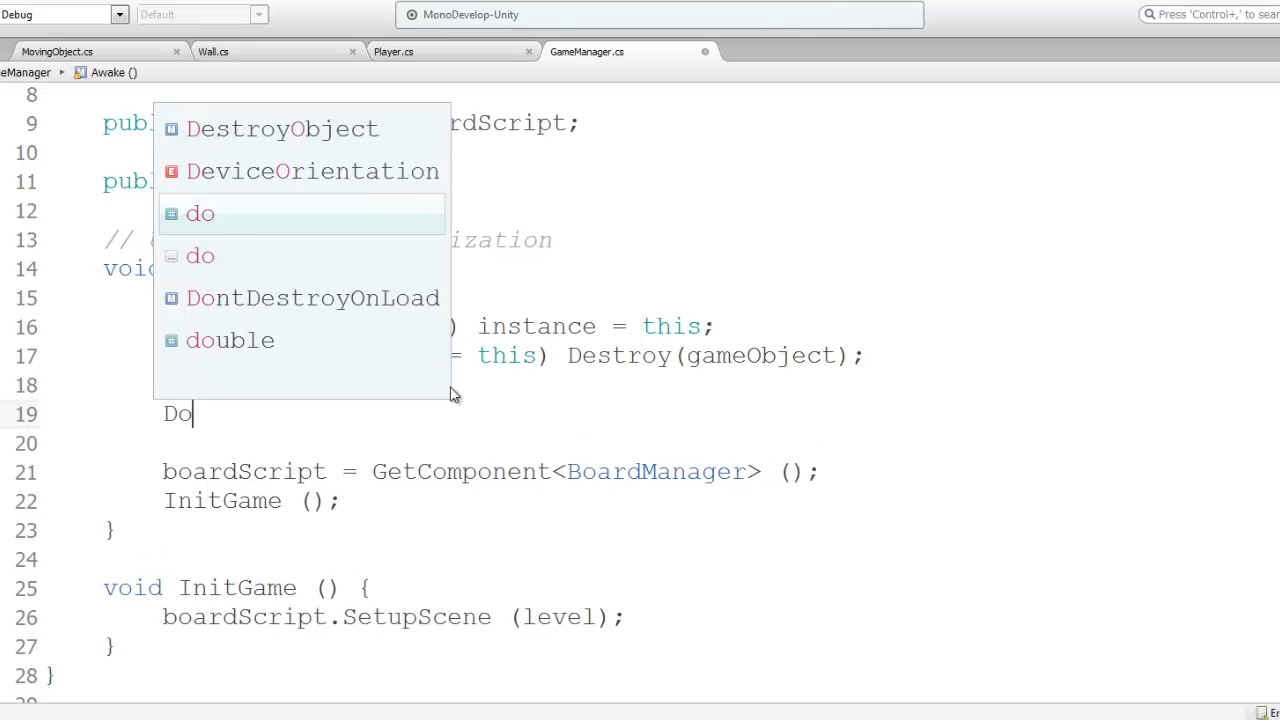 Debug
Default
MonoDevelop-Unity
Press 'Control+,' to sear
MovingObject.cs
Wall.cs
Player.cs
GameManager.cs
eManager
Awake ()
8
9 publ rdScript;
10
11 publ
12
13 // ization
14 void
15
16 ) instance = this;
17 = this) Destroy(gameObject);
18
19 Do
20
21 boardScript = GetComponent<BoardManager> ();
22 InitGame ();
23 }
24
25 void InitGame () {
26 boardScript.SetupScene (level);
27 }
28 }
DestroyObject
DeviceOrientation
do
do
DontDestroyOnLoad
double